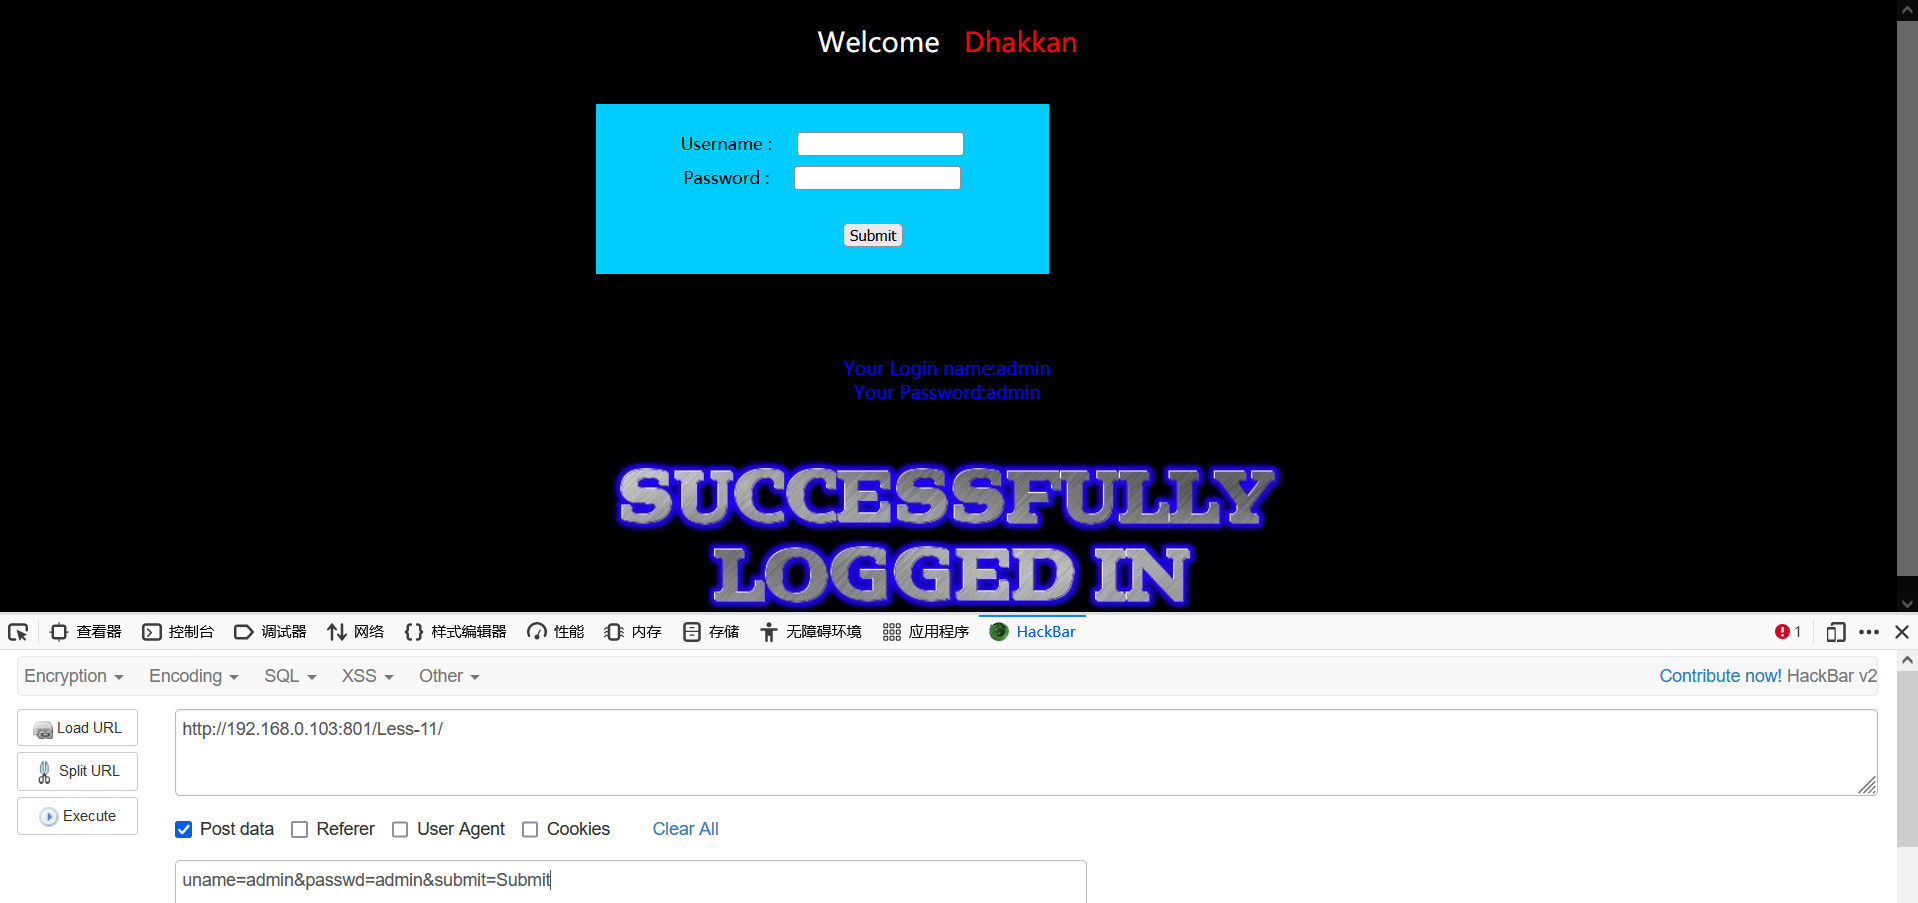 Welcome Dhakkan
Username :
Password :
Submit
Your Login name:admin
Your Password:admin
SUCCESSFULLY
LOGGED IN
查看器 控制台 调试器 网络 样式编辑器 性能 内存 存储 无障碍环境 应用程序 HackBar 1
Encryption Encoding SQL XSS Other Contribute now! HackBar v2
Load URL
http://192.168.0.103:801/Less-11/
Split URL
Execute
Post data Referer User Agent Cookies Clear All
uname=admin&passwd=admin&submit=Submit